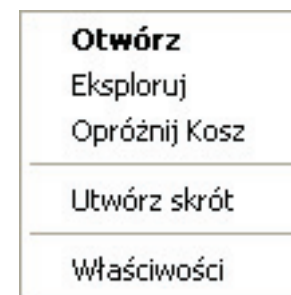 Otwórz
Eksploruj
Opróżnij Kosz
Utwórz skrót
Właściwości